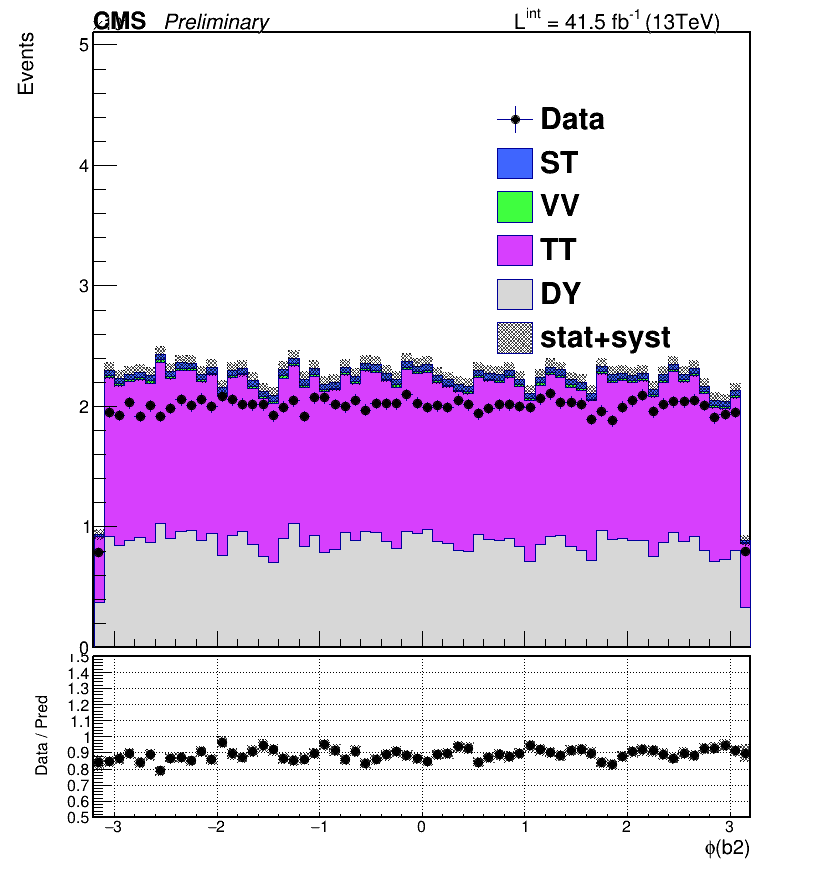 CMS Preliminary L^int = 41.5 fb^-1 (13TeV)
Events
5
4
3
2
1
0
Data
ST
VV
TT
DY
stat+syst
Data / Pred
1.5
1.4
1.3
1.2
1.1
1
0.9
0.8
0.7
0.6
0.5
−3 −2 −1 0 1 2 3
ϕ(b2)